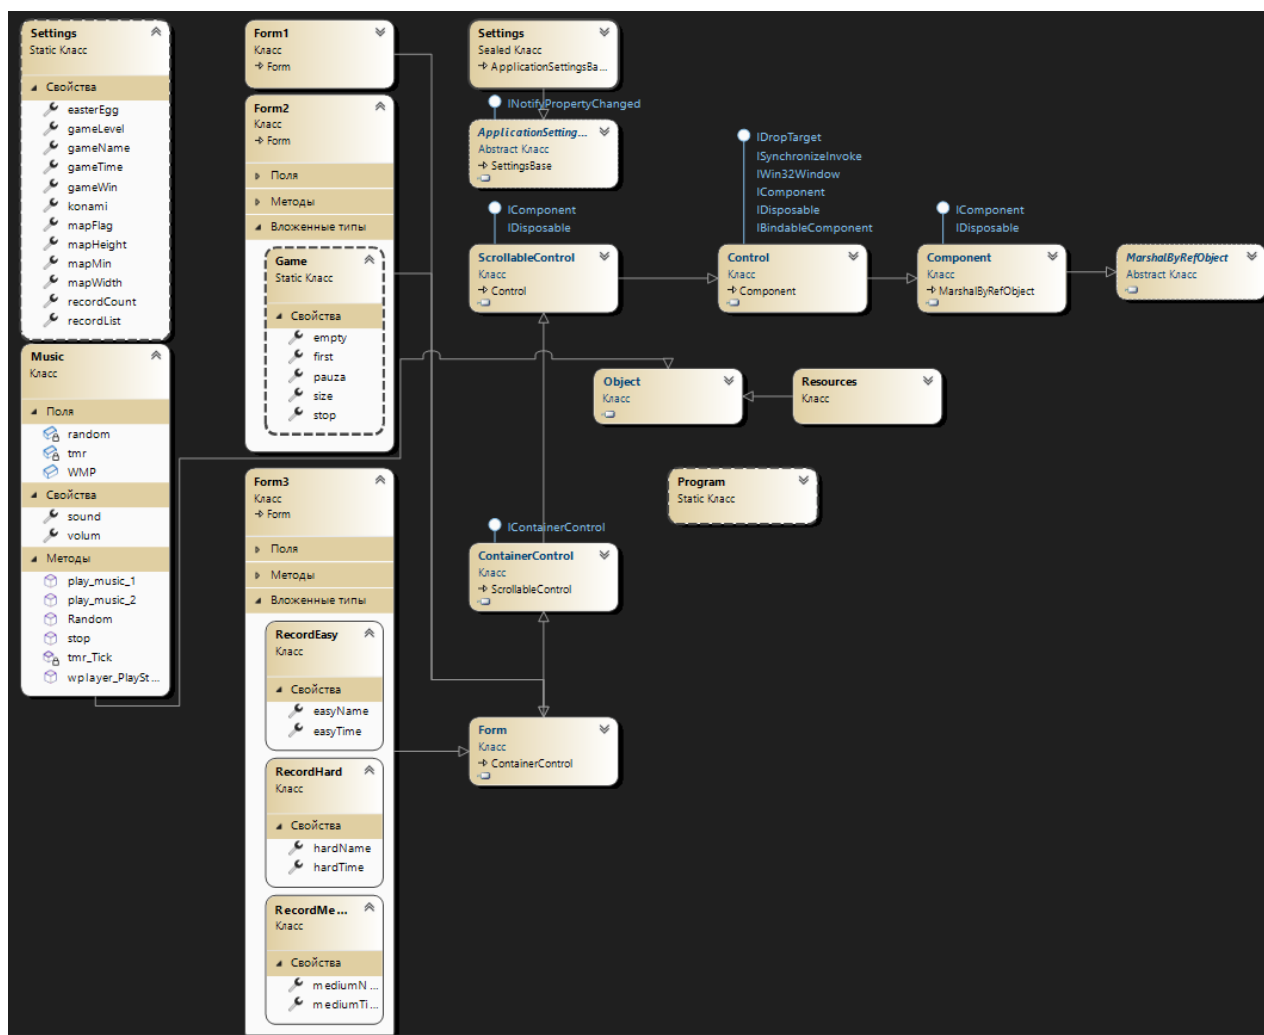 Settings
Static Класс
Свойства
easterEgg
gameLevel
gameName
gameTime
gameWin
konami
mapFlag
mapHeight
mapMin
mapWidth
recordCount
recordList
Music
Класс
Поля
random
tmr
WMP
Свойства
sound
volum
Методы
play_music_1
play_music_2
Random
stop
tmr_Tick
wplayer_PlaySt...
Form1
Класс
Form
Form2
Класс
Form
Поля
Методы
Вложенные типы
Game
Static Класс
Свойства
empty
first
pauza
size
stop
Form3
Класс
Form
Поля
Методы
Вложенные типы
RecordEasy
Класс
Свойства
easyName
easyTime
RecordHard
Класс
Свойства
hardName
hardTime
RecordMe...
Класс
Свойства
mediumN...
mediumTi...
Settings
Sealed Класс
ApplicationSettingsBa...
INotifyPropertyChanged
ApplicationSetting...
Abstract Класс
SettingsBase
IComponent
IDisposable
ScrollableControl
Класс
Control
IDropTarget
ISynchronizeInvoke
IWin32Window
IComponent
IDisposable
IBindableComponent
Control
Класс
Component
IComponent
IDisposable
Component
Класс
MarshalByRefObject
MarshalByRefObject
Abstract Класс
Object
Класс
Resources
Класс
Program
Static Класс
IContainerControl
ContainerControl
Класс
ScrollableControl
Form
Класс
ContainerControl